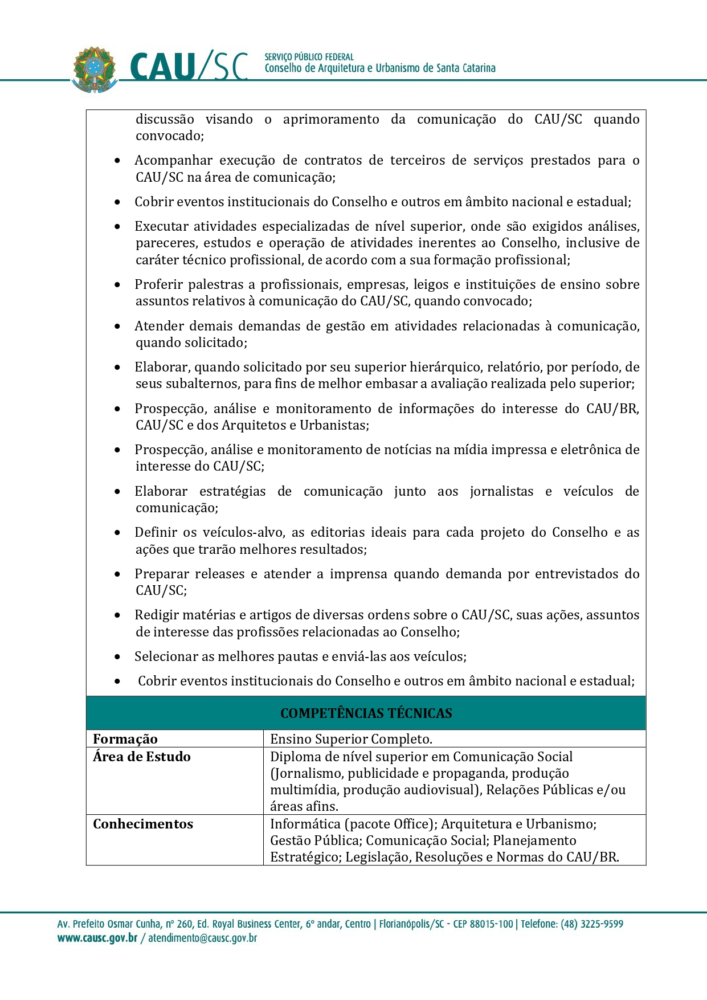 CAU/SC
SERVIÇO PÚBLICO FEDERAL
Conselho de Arquitetura e Urbanismo de Santa Catarina
discussão visando o aprimoramento da comunicação do CAU/SC quando
convocado;
• Acompanhar execução de contratos de terceiros de serviços prestados para o
CAU/SC na área de comunicação;
• Cobrir eventos institucionais do Conselho e outros em âmbito nacional e estadual;
• Executar atividades especializadas de nível superior, onde são exigidos análises,
pareceres, estudos e operação de atividades inerentes ao Conselho, inclusive de
caráter técnico profissional, de acordo com a sua formação profissional;
• Proferir palestras a profissionais, empresas, leigos e instituições de ensino sobre
assuntos relativos à comunicação do CAU/SC, quando convocado;
• Atender demais demandas de gestão em atividades relacionadas à comunicação,
quando solicitado;
• Elaborar, quando solicitado por seu superior hierárquico, relatório, por período, de
seus subalternos, para fins de melhor embasar a avaliação realizada pelo superior;
• Prospecção, análise e monitoramento de informações do interesse do CAU/BR,
CAU/SC e dos Arquitetos e Urbanistas;
• Prospecção, análise e monitoramento de notícias na mídia impressa e eletrônica de
interesse do CAU/SC;
• Elaborar estratégias de comunicação junto aos jornalistas e veículos de
comunicação;
• Definir os veículos-alvo, as editorias ideais para cada projeto do Conselho e as
ações que trarão melhores resultados;
• Preparar releases e atender a imprensa quando demanda por entrevistados do
CAU/SC;
• Redigir matérias e artigos de diversas ordens sobre o CAU/SC, suas ações, assuntos
de interesse das profissões relacionadas ao Conselho;
• Selecionar as melhores pautas e enviá-las aos veículos;
• Cobrir eventos institucionais do Conselho e outros em âmbito nacional e estadual;
COMPETÊNCIAS TÉCNICAS
Formação Ensino Superior Completo.
Área de Estudo Diploma de nível superior em Comunicação Social
(Jornalismo, publicidade e propaganda, produção
multimídia, produção audiovisual), Relações Públicas e/ou
áreas afins.
Conhecimentos Informática (pacote Office); Arquitetura e Urbanismo;
Gestão Pública; Comunicação Social; Planejamento
Estratégico; Legislação, Resoluções e Normas do CAU/BR.
Av. Prefeito Osmar Cunha, nº 260, Ed. Royal Business Center, 6º andar, Centro | Florianópolis/SC - CEP 88015-100 | Telefone: (48) 3225-9599
www.causc.gov.br / atendimento@causc.gov.br